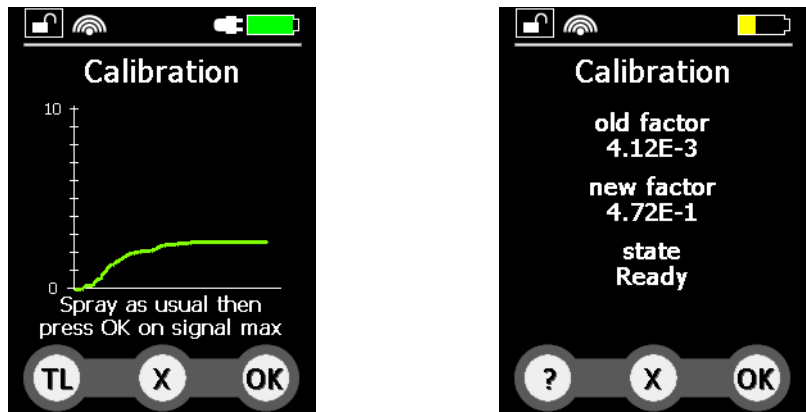 Calibration
10
0
Spray as usual then
press OK on signal max
TL X OK
Calibration
old factor
4.12E-3
new factor
4.72E-1
state
Ready
? X OK